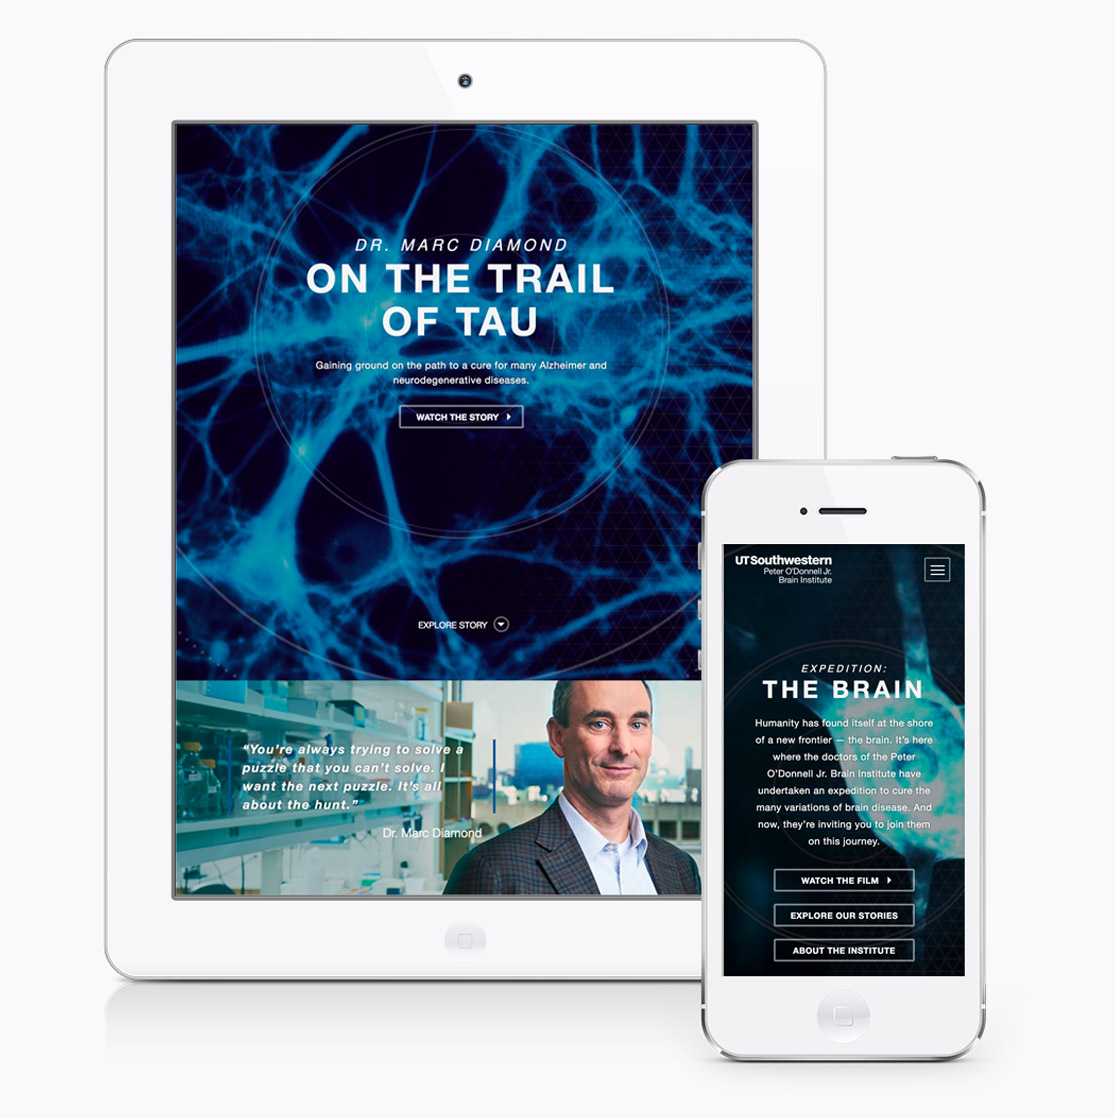 DR. MARC DIAMOND
ON THE TRAIL
OF TAU
Gaining ground on the path to a cure for many Alzheimer and
neurodegenerative diseases.
WATCH THE STORY
EXPLORE STORY
“You’re always trying to solve a
puzzle that you can’t solve. I
want the next puzzle. It’s all
about the hunt.”
Dr. Marc Diamond
UTSouthwestern
Peter O’Donnell Jr.
Brain Institute
EXPEDITION:
THE BRAIN
Humanity has found itself at the shore
of a new frontier — the brain. It’s here
where the doctors of the Peter
O’Donnell Jr. Brain Institute have
undertaken an expedition to cure the
many variations of brain disease. And
now, they’re inviting you to join them
on this journey.
WATCH THE FILM
EXPLORE OUR STORIES
ABOUT THE INSTITUTE